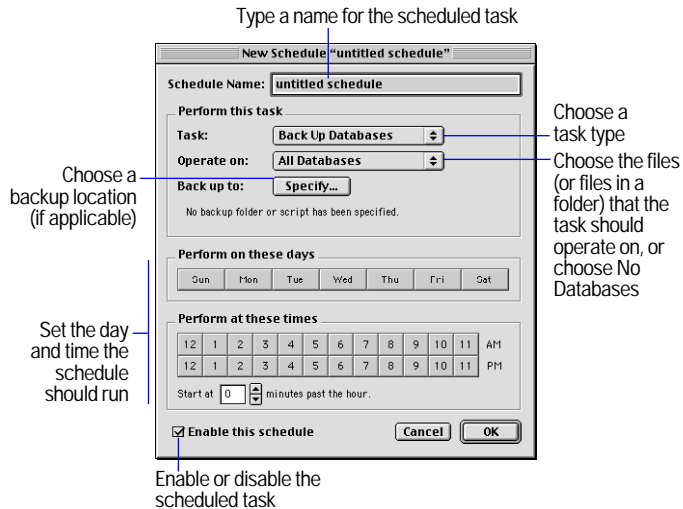 Type a name for the scheduled task
New Schedule “untitled schedule”
Schedule Name: untitled schedule
Perform this task
Task: Back Up Databases
Operate on: All Databases
Back up to: Specify...
No backup folder or script has been specified.
Choose a
task type
Choose the files
(or files in a
folder) that the
task should
operate on, or
choose No
Databases
Choose a
backup location
(if applicable)
Perform on these days
Sun Mon Tue Wed Thu Fri Sat
Set the day
and time the
schedule
should run
Perform at these times
12 1 2 3 4 5 6 7 8 9 10 11 AM
12 1 2 3 4 5 6 7 8 9 10 11 PM
Start at 0 minutes past the hour.
Enable this schedule
Cancel OK
Enable or disable the
scheduled task